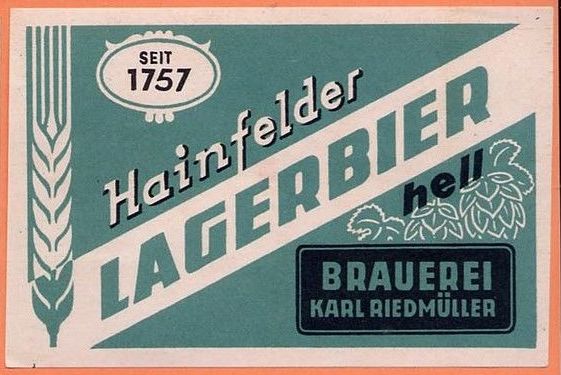 SEIT
1757
Hainfelder
LAGERBIER
hell
BRAUEREI
KARL RIEDMÜLLER